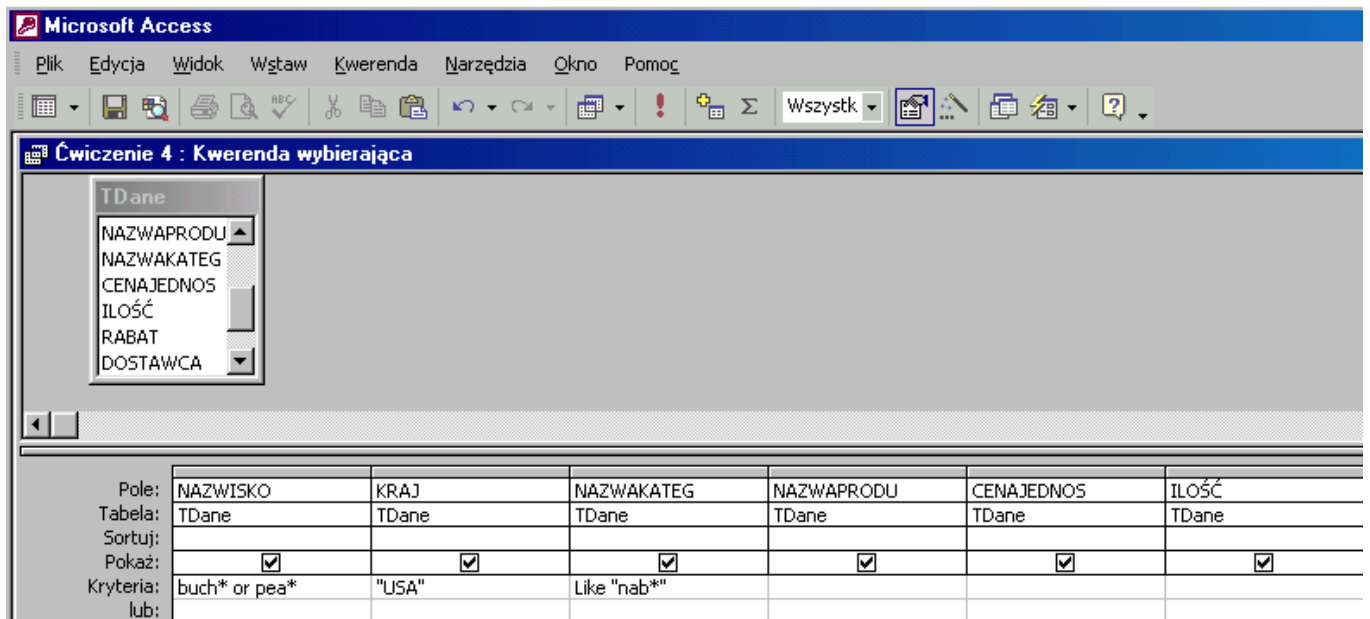 Microsoft Access
Plik Edycja Widok Wstaw Kwerenda Narzędzia Okno Pomoc
ABC Wszystk
Ćwiczenie 4 : Kwerenda wybierająca
TDane
NAZWAPRODU
NAZWAKATEG
CENAJEDNOS
ILOŚĆ
RABAT
DOSTAWCA
Pole: NAZWISKO KRAJ NAZWAKATEG NAZWAPRODU CENAJEDNOS ILOŚĆ
Tabela: TDane TDane TDane TDane TDane TDane
Sortuj:
Pokaż:
Kryteria: buch* or pea* "USA" Like "nab*"
lub: